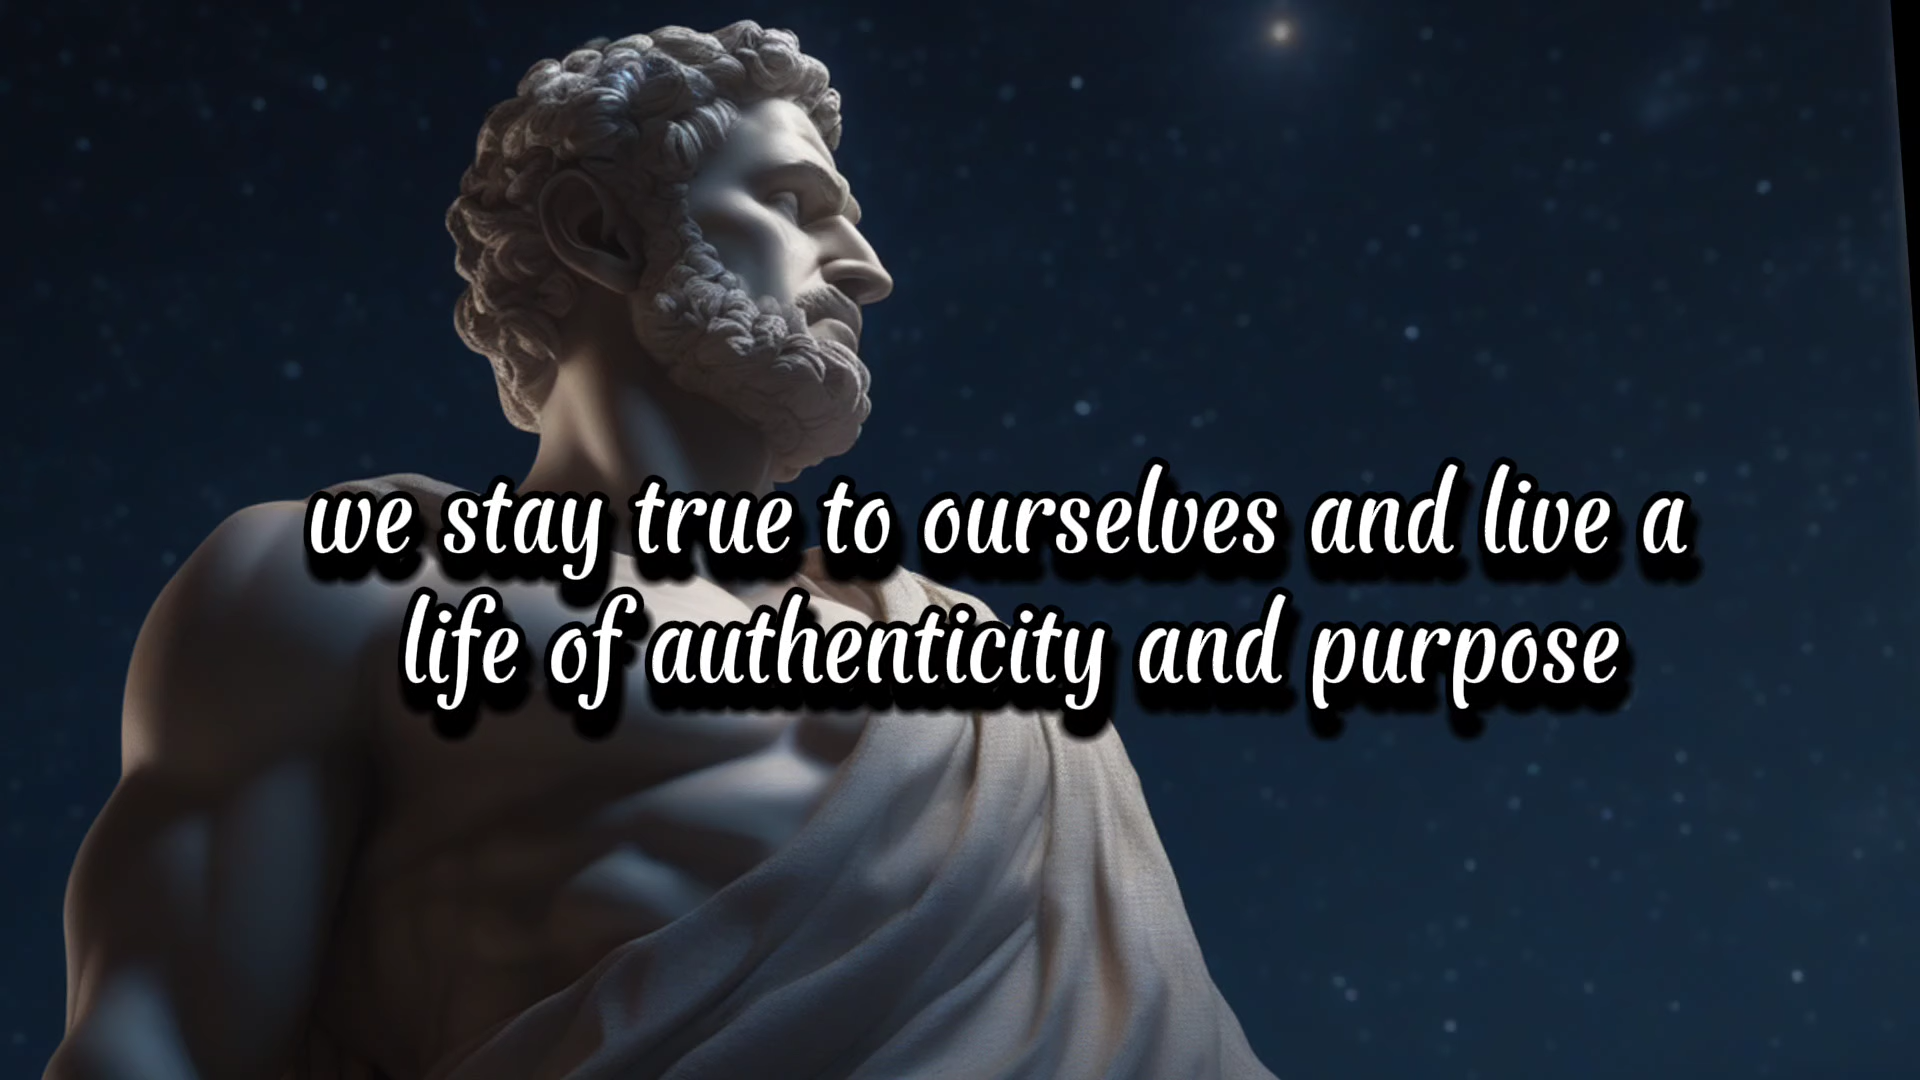 we stay true to ourselves and live a
life of authenticity and purpose